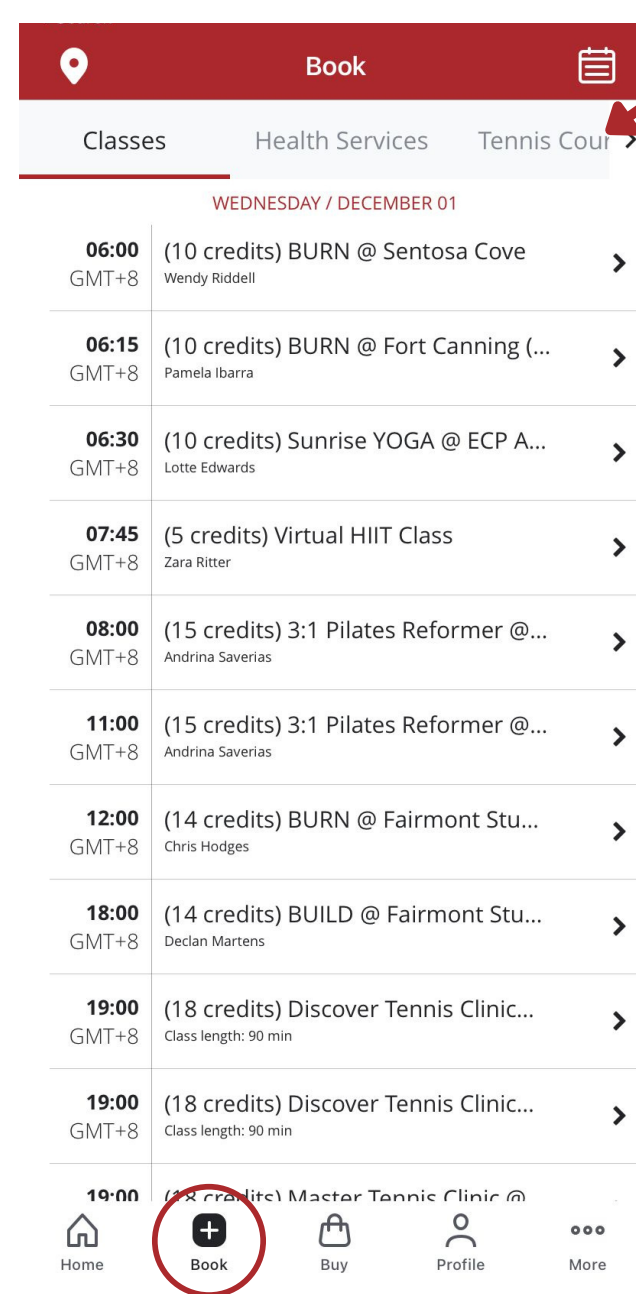 Book
Classes
Health Services
Tennis Cour
WEDNESDAY / DECEMBER 01
06:00 (10 credits) BURN @ Sentosa Cove
GMT+8 Wendy Riddell
06:15 (10 credits) BURN @ Fort Canning (...
GMT+8 Pamela Ibarra
06:30 (10 credits) Sunrise YOGA @ ECP A...
GMT+8 Lotte Edwards
07:45 (5 credits) Virtual HIIT Class
GMT+8 Zara Ritter
08:00 (15 credits) 3:1 Pilates Reformer @...
GMT+8 Andrina Saverias
11:00 (15 credits) 3:1 Pilates Reformer @...
GMT+8 Andrina Saverias
12:00 (14 credits) BURN @ Fairmont Stu...
GMT+8 Chris Hodges
18:00 (14 credits) BUILD @ Fairmont Stu...
GMT+8 Declan Martens
19:00 (18 credits) Discover Tennis Clinic...
GMT+8 Class length: 90 min
19:00 (18 credits) Discover Tennis Clinic...
GMT+8 Class length: 90 min
19:00 (18 credits) Master Tennis Clinic @
Home
Book
Buy
Profile
More